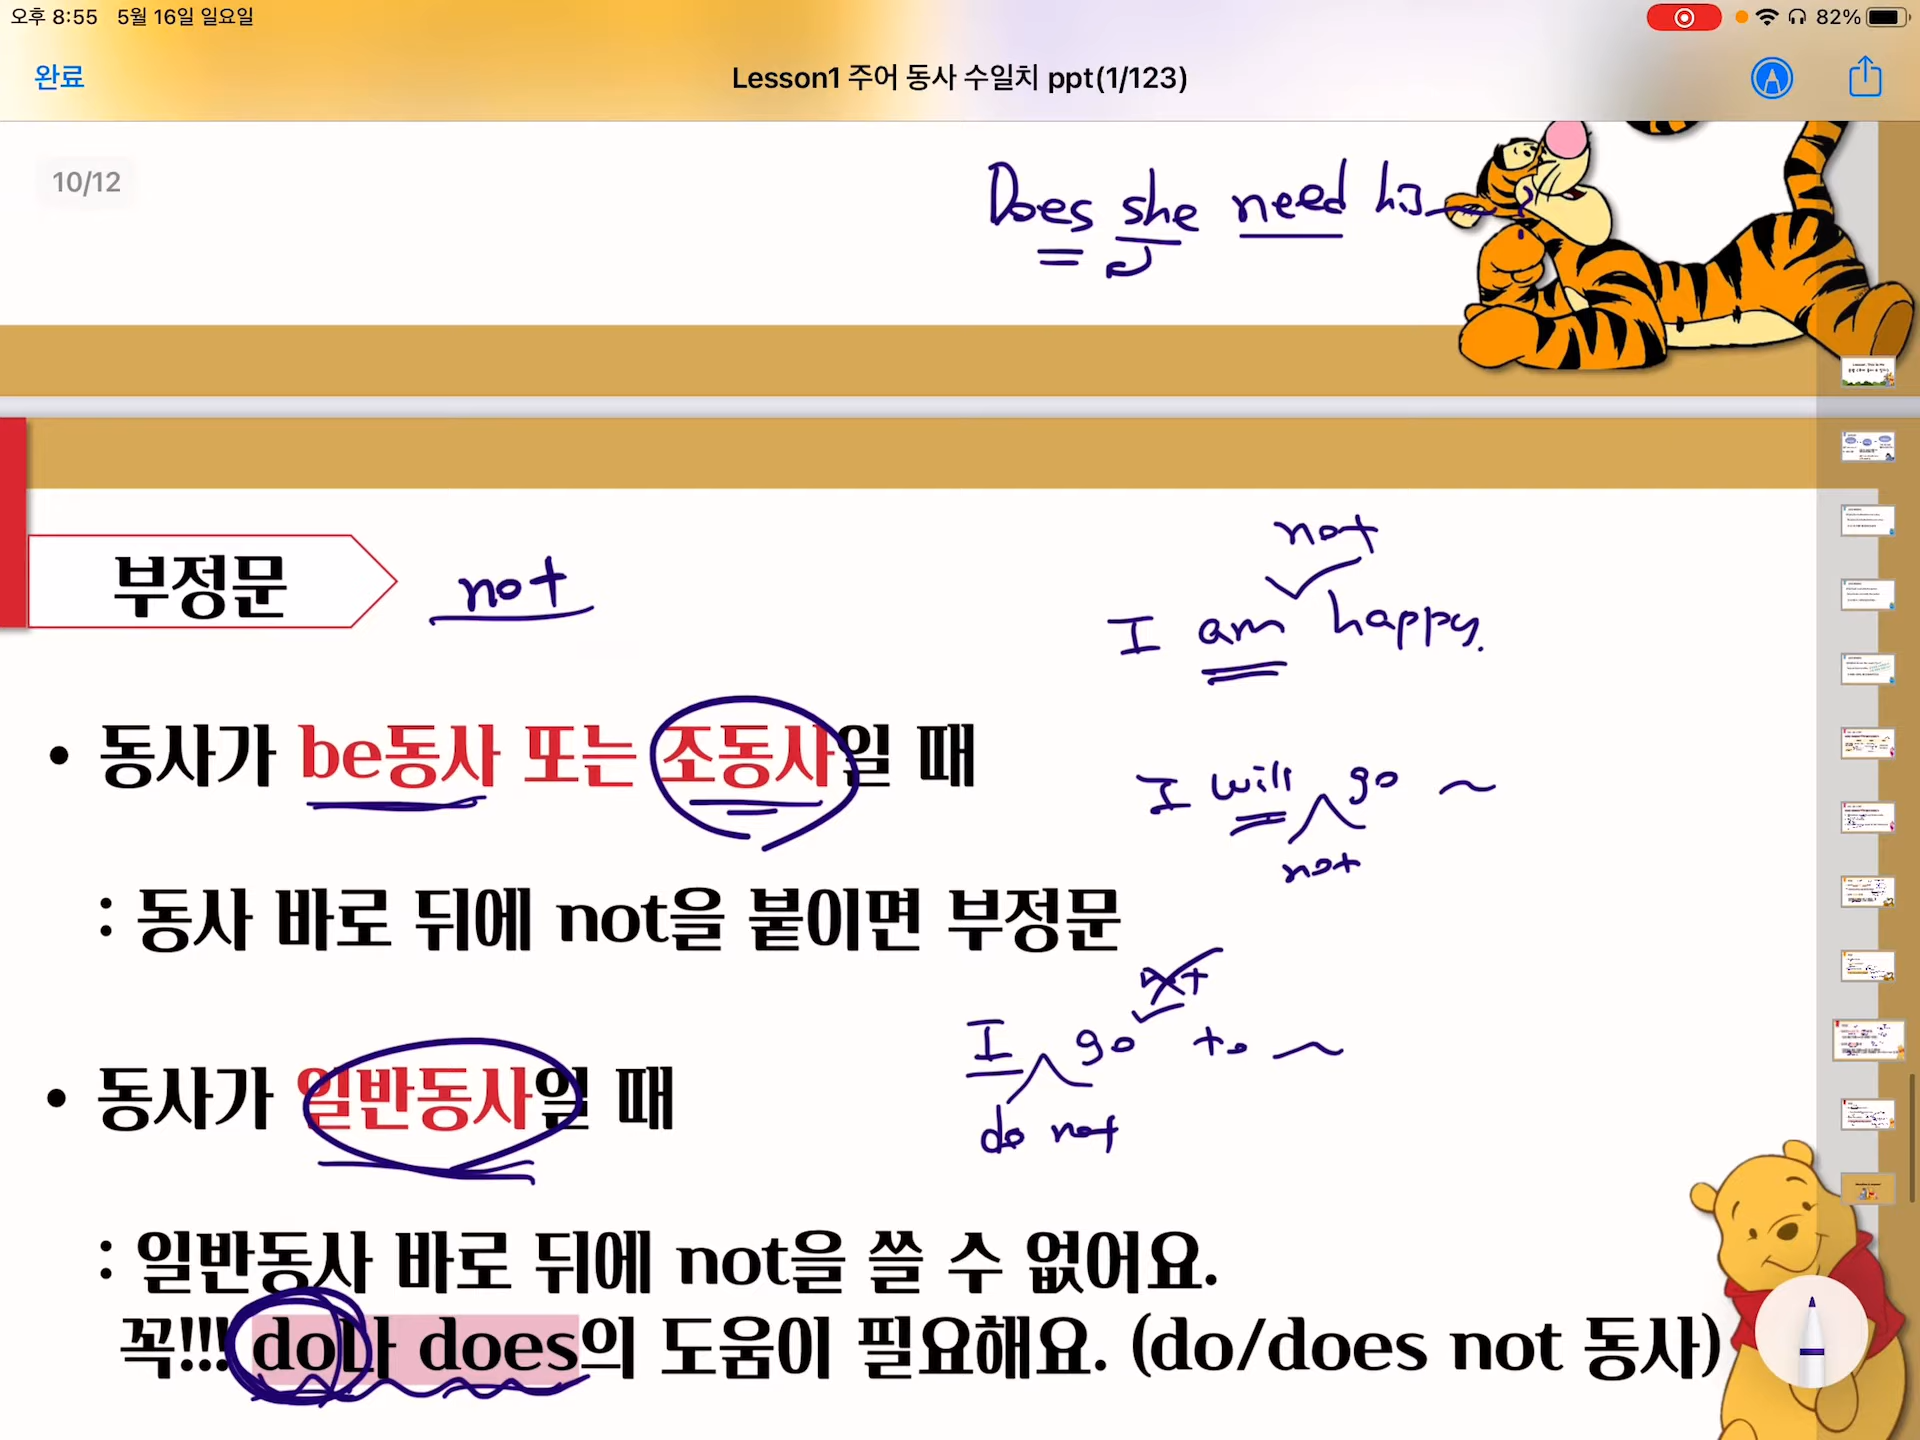 오후 8:55 5월 16일 일요일 82%
완료 Lesson1 주어 동사 수일치 ppt(1/123)
10/12
Does she need his
부정문 not
not
I am happy.
• 동사가 be동사 또는 조동사일 때
I will go ~
not
: 동사 바로 뒤에 not을 붙이면 부정문
not
I go to ~
do not
• 동사가 일반동사일 때
: 일반동사 바로 뒤에 not을 쓸 수 없어요.
꼭!!! do나 does의 도움이 필요해요. (do/does not 동사)